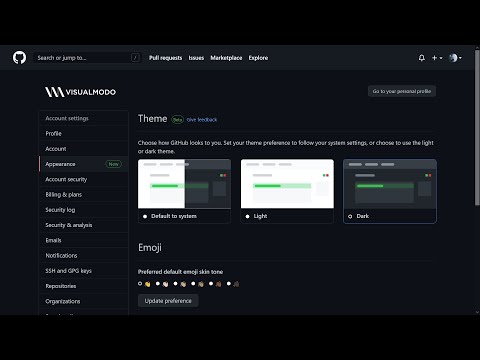 Search or jump to...
/
Pull requests
Issues
Marketplace
Explore
VISUALMODO
Go to your personal profile
Account settings
Profile
Account
Appearance
New
Account security
Billing & plans
Security log
Security & analysis
Emails
Notifications
SSH and GPG keys
Repositories
Organizations
Theme
Beta
Give feedback
Choose how GitHub looks to you. Set your theme preference to follow your system settings, or choose to use the light
or dark theme.
Default to system
Light
Dark
Emoji
Preferred default emoji skin tone
Update preference